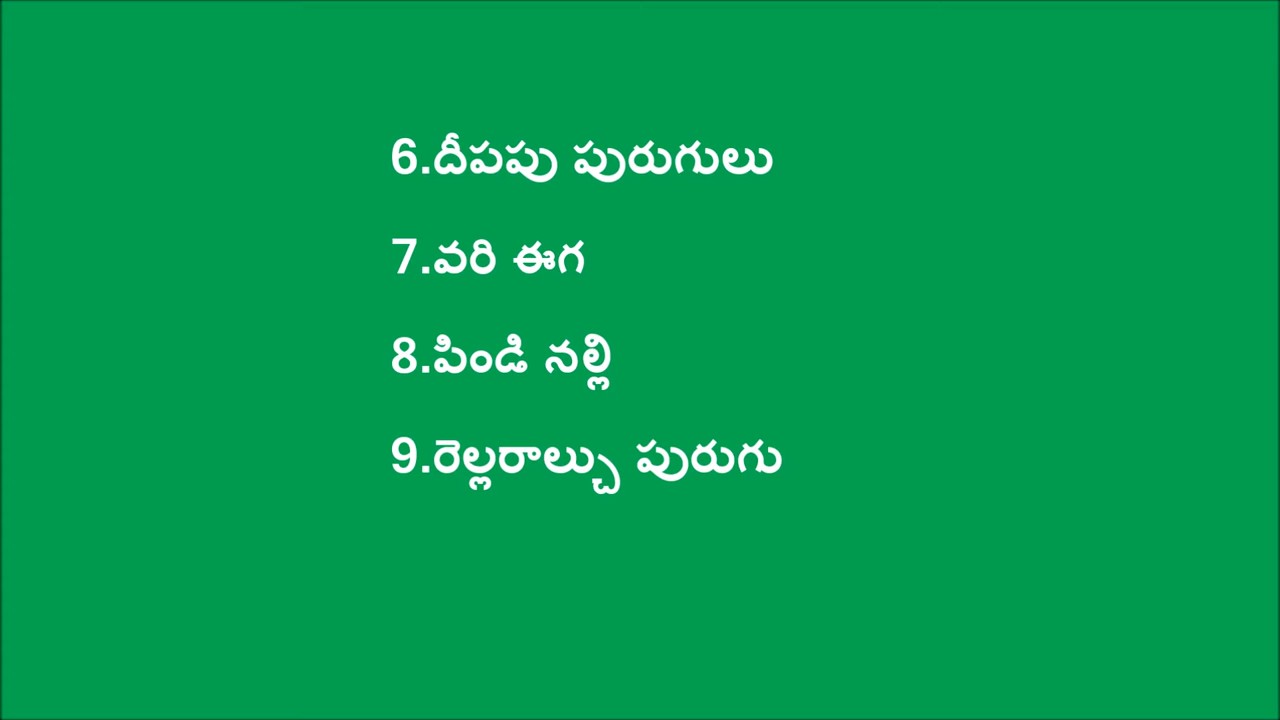 6.దీపపు పురుగులు
7.వరి ఈగ
8.పిండి నల్లి
9.రెల్లరాల్చు పురుగు